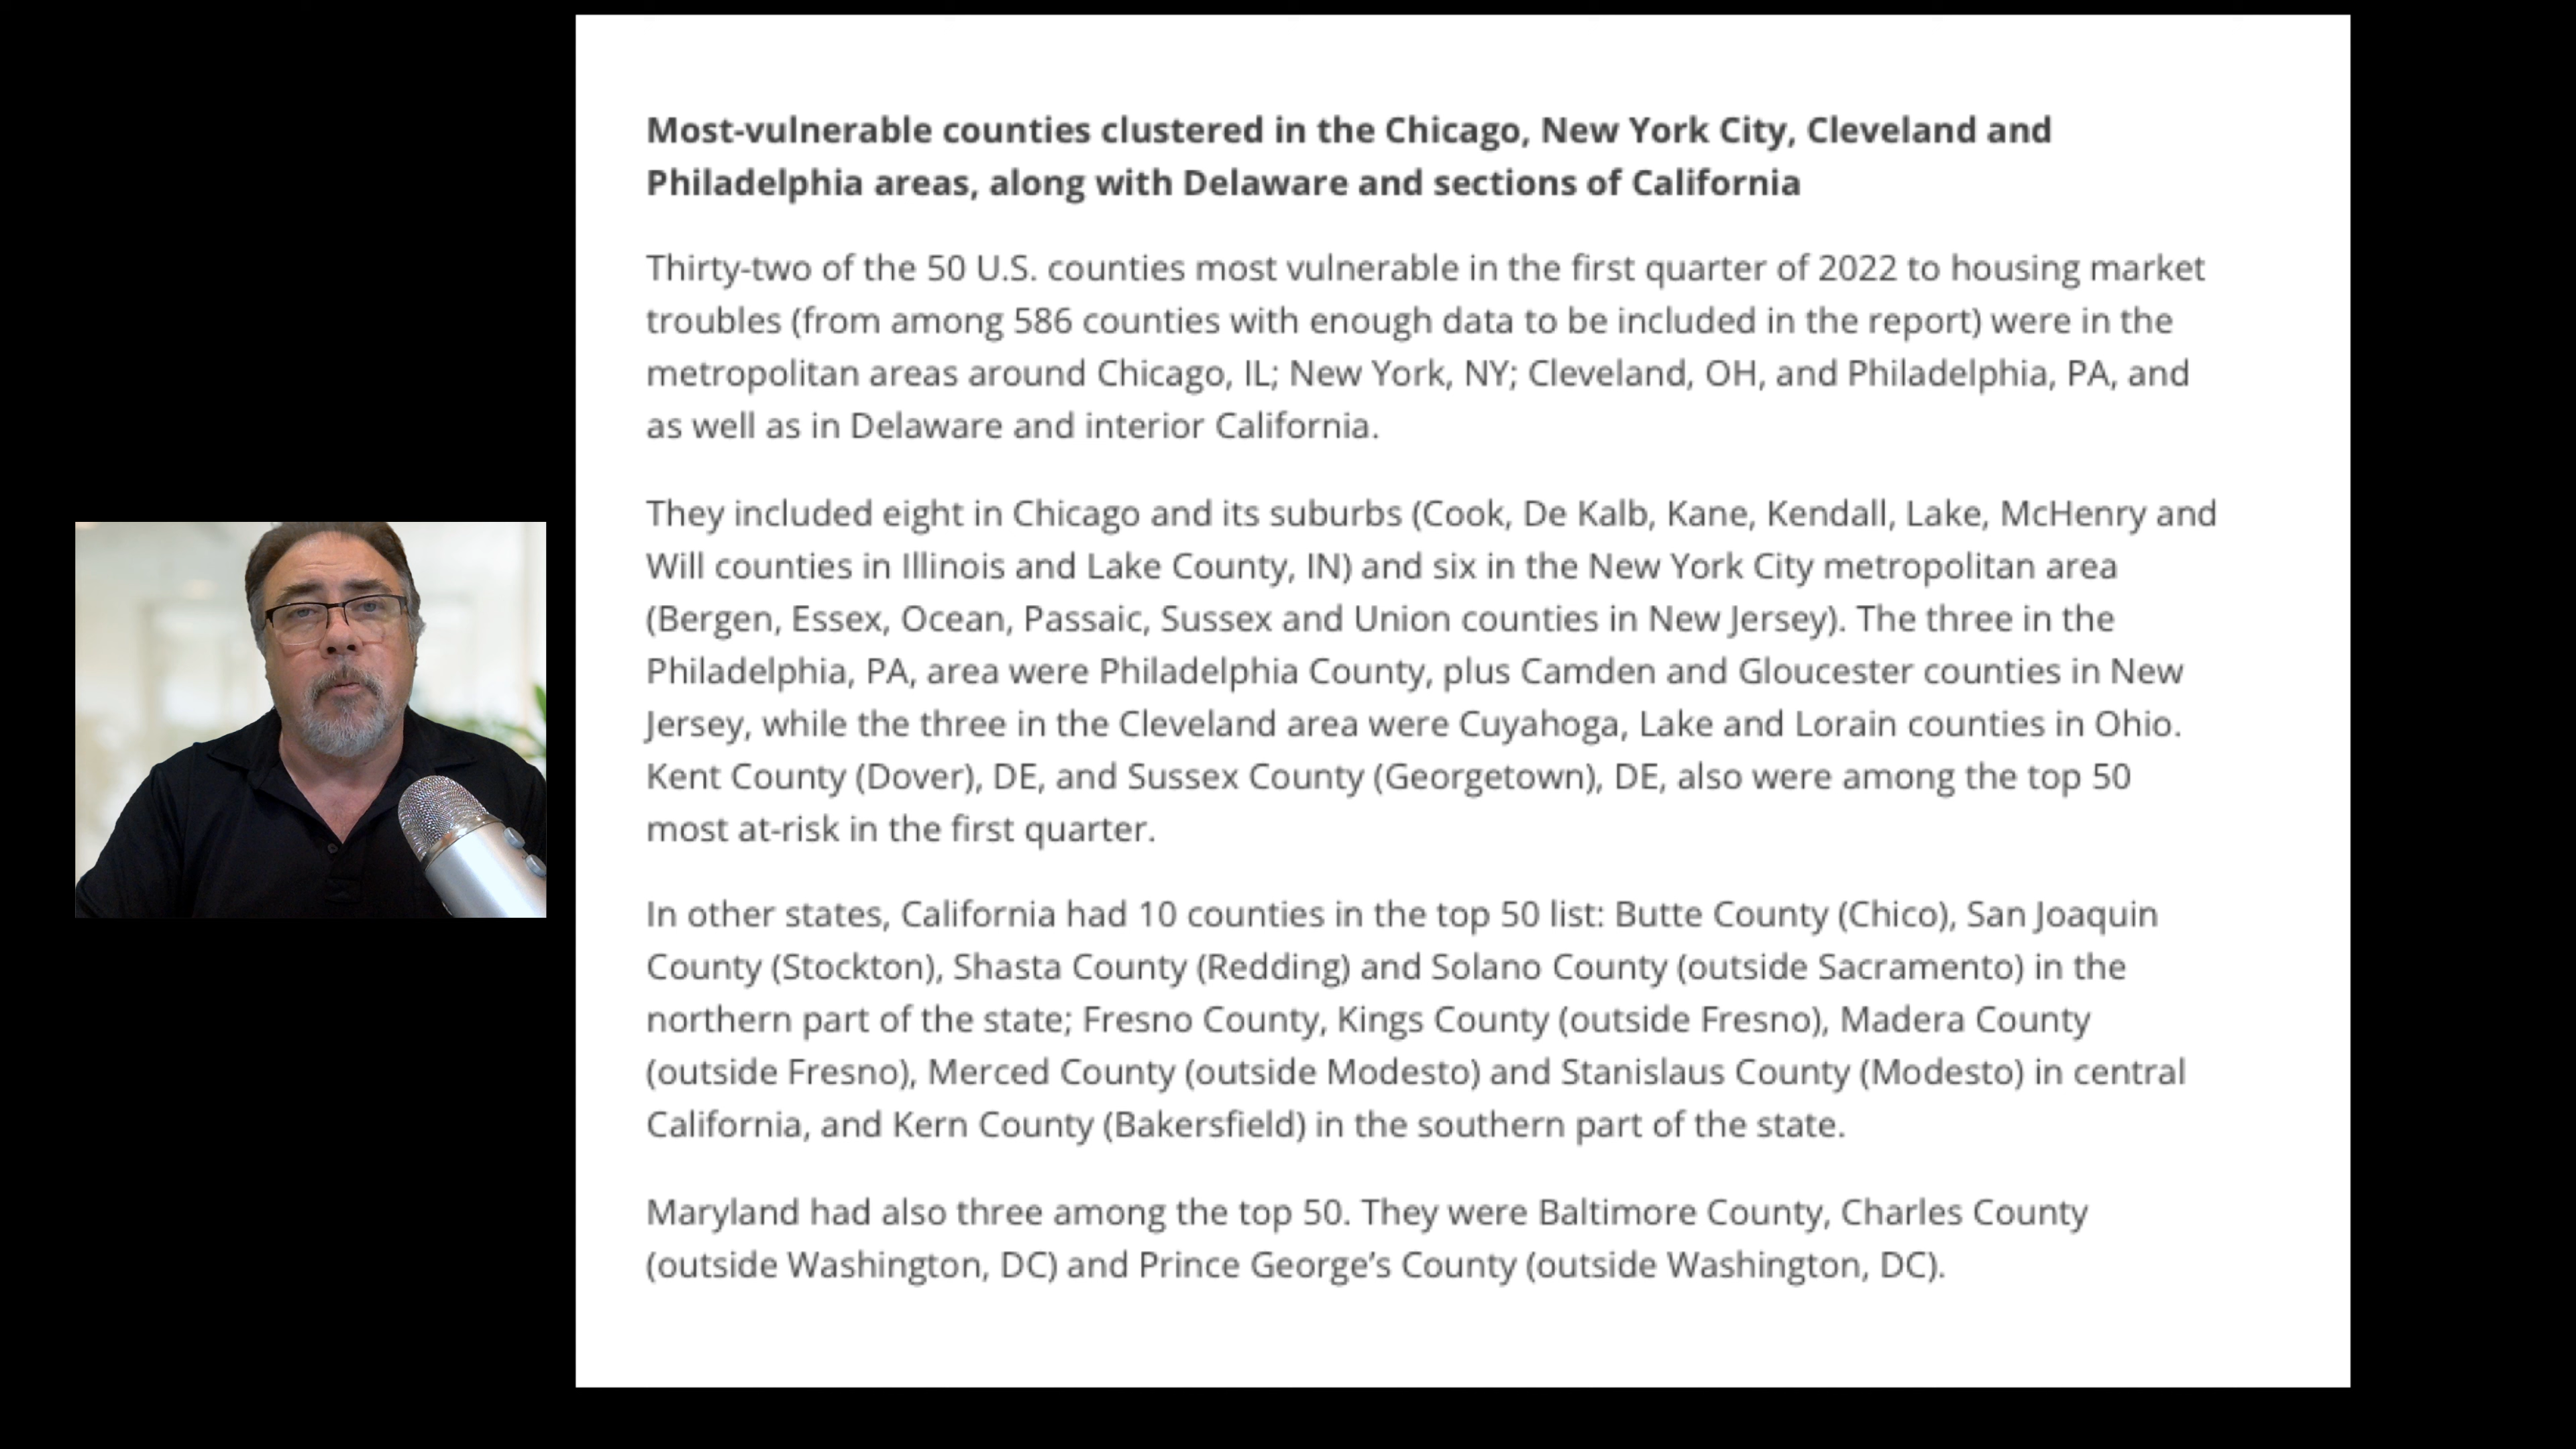 Most-vulnerable counties clustered in the Chicago, New York City, Cleveland and
Philadelphia areas, along with Delaware and sections of California
Thirty-two of the 50 U.S. counties most vulnerable in the first quarter of 2022 to housing market
troubles (from among 586 counties with enough data to be included in the report) were in the
metropolitan areas around Chicago, IL; New York, NY; Cleveland, OH, and Philadelphia, PA, and
as well as in Delaware and interior California.
They included eight in Chicago and its suburbs (Cook, De Kalb, Kane, Kendall, Lake, McHenry and
Will counties in Illinois and Lake County, IN) and six in the New York City metropolitan area
(Bergen, Essex, Ocean, Passaic, Sussex and Union counties in New Jersey). The three in the
Philadelphia, PA, area were Philadelphia County, plus Camden and Gloucester counties in New
Jersey, while the three in the Cleveland area were Cuyahoga, Lake and Lorain counties in Ohio.
Kent County (Dover), DE, and Sussex County (Georgetown), DE, also were among the top 50
most at-risk in the first quarter.
In other states, California had 10 counties in the top 50 list: Butte County (Chico), San Joaquin
County (Stockton), Shasta County (Redding) and Solano County (outside Sacramento) in the
northern part of the state; Fresno County, Kings County (outside Fresno), Madera County
(outside Fresno), Merced County (outside Modesto) and Stanislaus County (Modesto) in central
California, and Kern County (Bakersfield) in the southern part of the state.
Maryland had also three among the top 50. They were Baltimore County, Charles County
(outside Washington, DC) and Prince George’s County (outside Washington, DC).